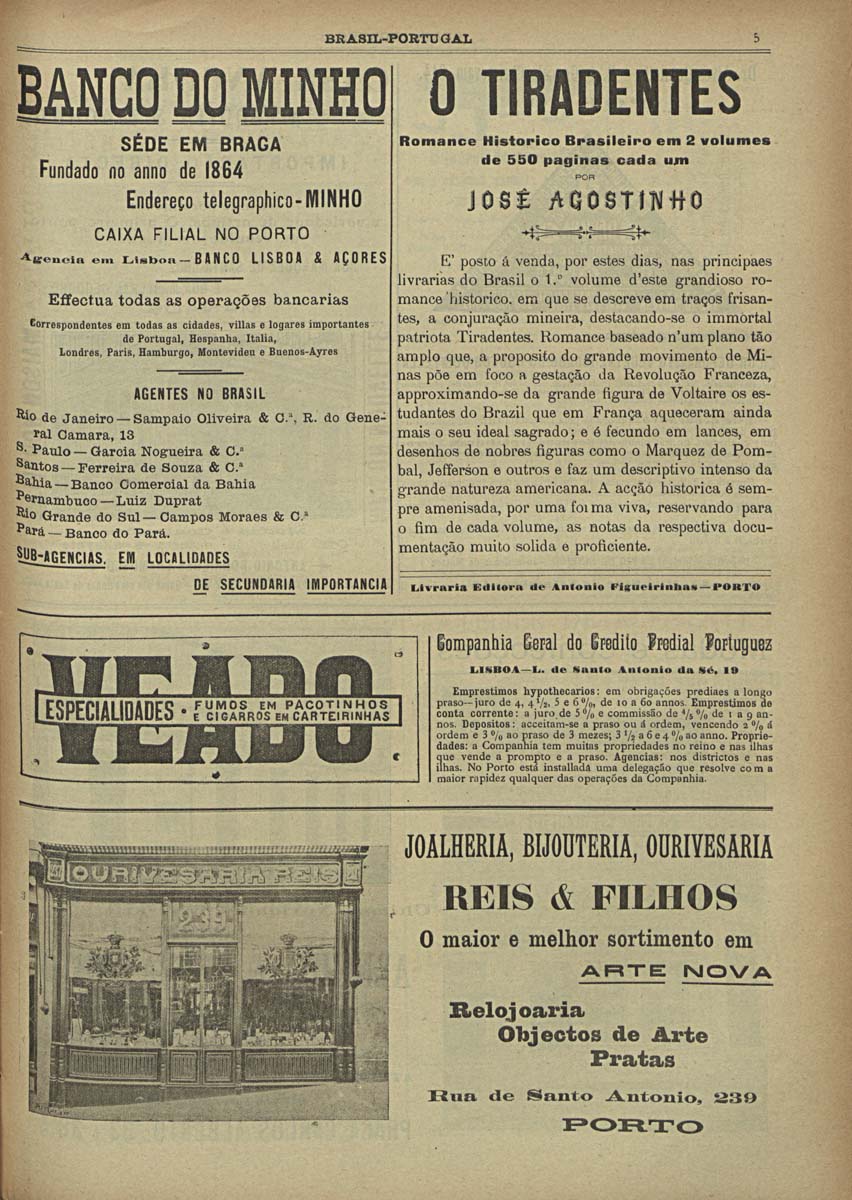 BRASIL-PORTUGAL
5
BANCO DO MINHO
SÉDE EM BRAGA
Fundado no anno de 1864
Endereço telegraphico-MINHO
CAIXA FILIAL NO PORTO
Agencia em Lisboa—BANCO LISBOA & AÇORES
Effectua todas as operações bancarias
Correspondentes em todas as cidades, villas e logares importantes
de Portugal, Hespanha, Italia,
Londres, Paris, Hamburgo, Montevideu e Buenos-Ayres
AGENTES NO BRASIL
Rio de Janeiro—Sampaio Oliveira & C.ª, R. do Gene-
ral Camara, 13
S. Paulo—Garcia Nogueira & C.ª
Santos—Ferreira de Souza & C.ª
Bahia—Banco Comercial da Bahia
Pernambuco—Luiz Duprat
Rio Grande do Sul—Campos Moraes & C.ª
Pará—Banco do Pará.
SUB-AGENCIAS. EM LOCALIDADES
DE SECUNDARIA IMPORTANCIA
O TIRADENTES
Romance Historico Brasileiro em 2 volumes
de 550 paginas cada um
POR
JOSÉ AGOSTINHO
E' posto á venda, por estes dias, nas principaes
livrarias do Brasil o 1.º volume d'este grandioso ro-
mance historico. em que se descreve em traços frisan-
tes, a conjuração mineira, destacando-se o immortal
patriota Tiradentes. Romance baseado n'um plano tão
amplo que, a proposito do grande movimento de Mi-
nas põe em foco a gestação da Revolução Franceza,
approximando-se da grande figura de Voltaire os es-
tudantes do Brazil que em França aqueceram ainda
mais o seu ideal sagrado; e é fecundo em lances, em
desenhos de nobres figuras como o Marquez de Pom-
bal, Jefferson e outros e faz um descriptivo intenso da
grande natureza americana. A acção historica é sem-
pre amenisada, por uma forma viva, reservando para
o fim de cada volume, as notas da respectiva docu-
mentação muito solida e proficiente.
Livraria Editora de Antonio Figueirinhas—PORTO
VEADO
ESPECIALIDADES · FUMOS EM PACOTINHOS
E CIGARROS EM CARTEIRINHAS
Companhia Geral do Credito Predial Portuguez
LISBOA—L. de Santo Antonio da Sé, 19
Emprestimos hypothecarios: em obrigações prediaes a longo
praso—juro de 4, 4 ½, 5 e 6 %, de 10 a 60 annos. Emprestimos de
conta corrente: a juro de 5 % e commissão de ⅘ % de 1 a 9 an-
nos. Depositos: acceitam-se a praso ou á ordem, vencendo 2 % á
ordem e 3 % ao praso de 3 mezes; 3 ½ a 6 e 4 % ao anno. Proprie-
dades: a Companhia tem muitas propriedades no reino e nas ilhas
que vende a prompto e a praso. Agencias: nos districtos e nas
ilhas. No Porto está installada uma delegação que resolve com a
maior rapidez qualquer das operações da Companhia.
OURIVESARIA REIS
239
JOALHERIA, BIJOUTERIA, OURIVESARIA
REIS & FILHOS
O maior e melhor sortimento em
ARTE NOVA
Relojoaria
Objectos de Arte
Pratas
Rua de Santo Antonio, 239
PORTO